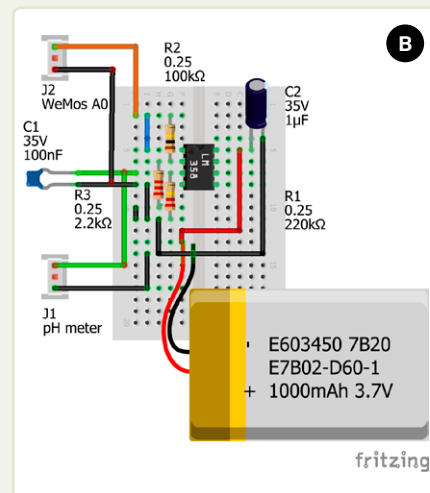 B
J2
WeMos A0
R2
0.25
100kΩ
C2
35V
1µF
C1
35V
100nF
LM
358
R3
0.25
2.2kΩ
R1
0.25
220kΩ
J1
pH meter
- E603450 7B20
E7B02-D60-1
+ 1000mAh 3.7V
fritzing